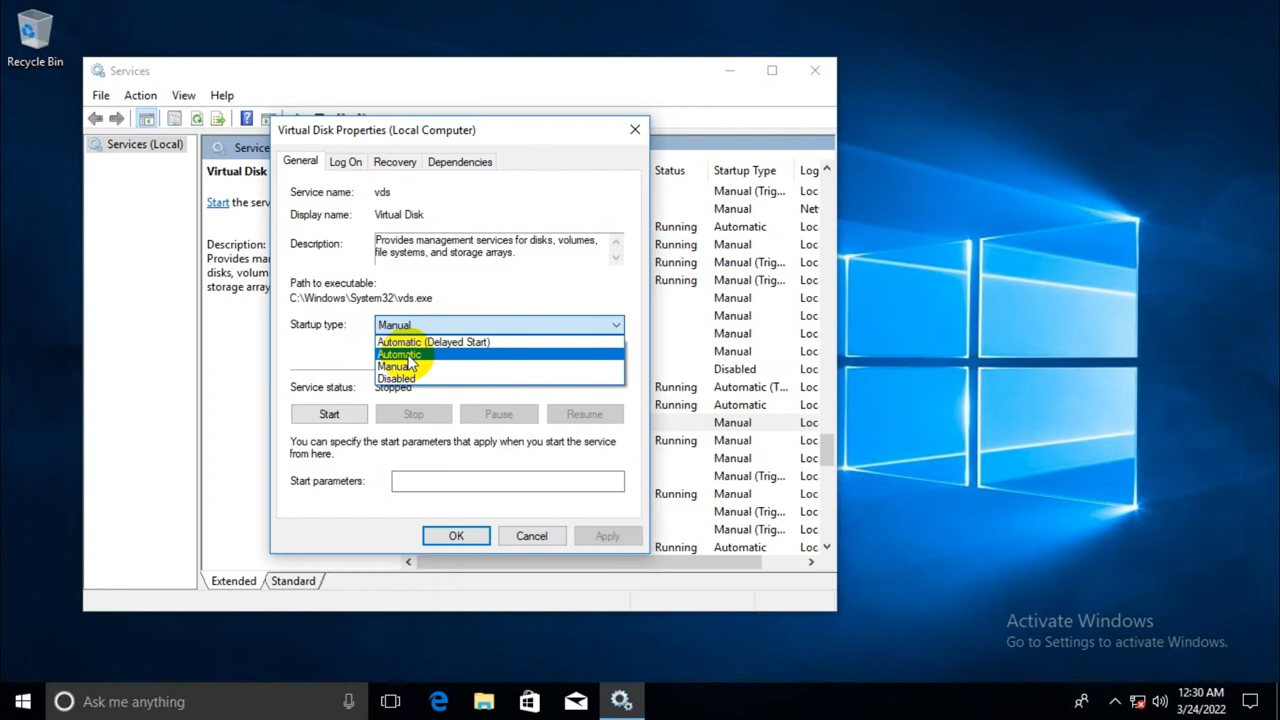 Recycle Bin
Services
File Action View Help
Services (Local)
Service
Virtual Disk
Start the serv
Description:
Provides ma
disks, volum
storage array
Virtual Disk Properties (Local Computer)
General Log On Recovery Dependencies
Service name: vds
Display name: Virtual Disk
Description: Provides management services for disks, volumes,
file systems, and storage arrays.
Path to executable:
C:\Windows\System32\vds.exe
Startup type: Manual
Automatic (Delayed Start)
Automatic
Manual
Disabled
Service status: Stopped
Start Stop Pause Resume
You can specify the start parameters that apply when you start the service
from here.
Start parameters:
OK Cancel Apply
Status Startup Type Log
Manual (Trig... Loc
Manual Net
Running Automatic Loc
Running Manual Loc
Running Manual (Trig... Loc
Running Manual (Trig... Loc
Manual Loc
Manual Loc
Manual Loc
Manual Loc
Disabled Loc
Running Automatic (T... Loc
Running Automatic Loc
Manual Loc
Running Manual Loc
Manual Loc
Manual (Trig... Loc
Running Manual Loc
Manual (Trig... Loc
Manual (Trig... Loc
Running Automatic Loc
Extended Standard
Activate Windows
Go to Settings to activate Windows.
Ask me anything
12:30 AM
3/24/2022